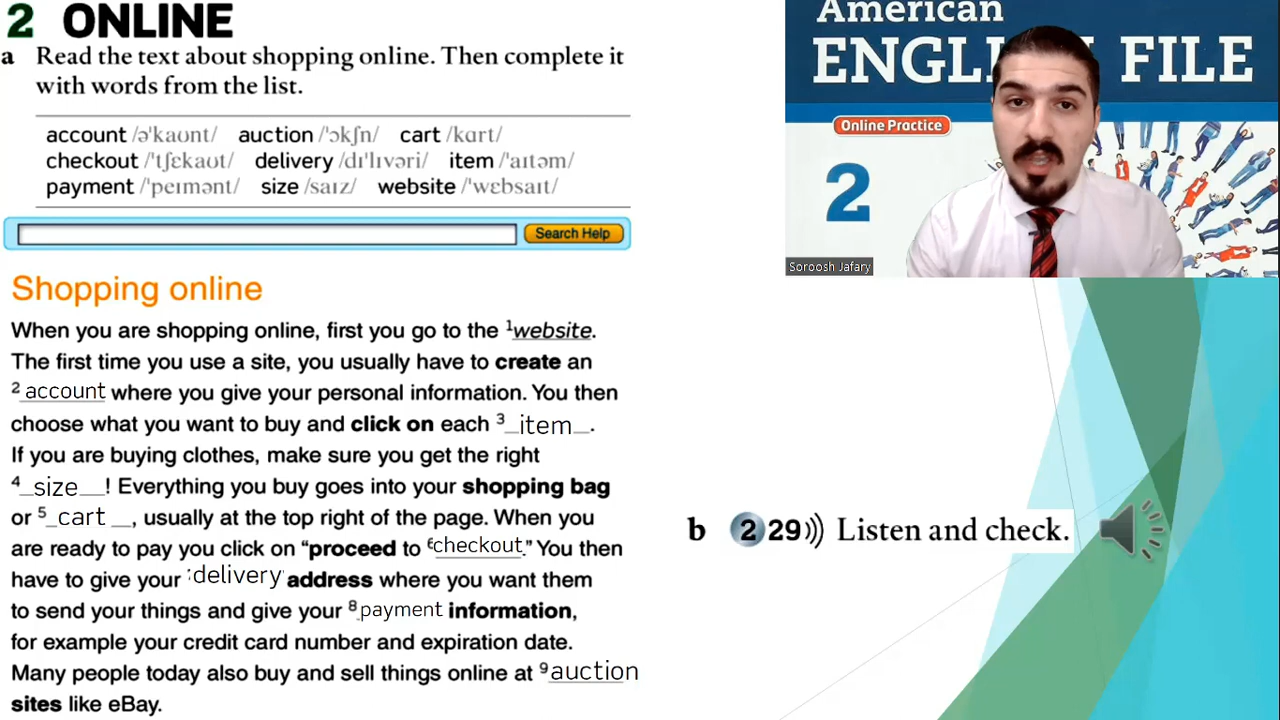 2 ONLINE
a Read the text about shopping online. Then complete it
with words from the list.
account /əˈkaʊnt/ auction /ˈɔkʃn/ cart /kɑrt/
checkout /ˈtʃɛkaʊt/ delivery /dɪˈlɪvəri/ item /ˈaɪtəm/
payment /ˈpeɪmənt/ size /saɪz/ website /ˈwɛbsaɪt/
Search Help
Shopping online
When you are shopping online, first you go to the ¹website.
The first time you use a site, you usually have to create an
² account where you give your personal information. You then
choose what you want to buy and click on each ³ item .
If you are buying clothes, make sure you get the right
⁴ size ! Everything you buy goes into your shopping bag
or ⁵ cart , usually at the top right of the page. When you
are ready to pay you click on “proceed to ⁶checkout.” You then
have to give your delivery address where you want them
to send your things and give your ⁸ payment information,
for example your credit card number and expiration date.
Many people today also buy and sell things online at ⁹ auction
sites like eBay.
American
ENGLISH FILE
Online Practice
2
Soroosh Jafary
b 2 29 Listen and check.